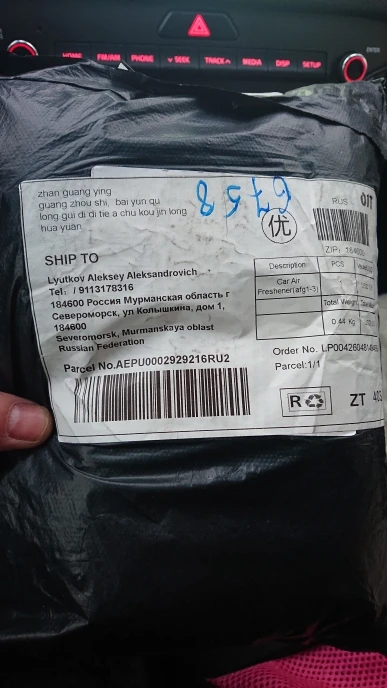 HOME FM/AM PHONE SEEK TRACK MEDIA DISP SETUP
zhan guang ying
guang zhou shi, bai yun qu
long gui di di tie a chu kou jin long
hua yuan
6758
优
RUS OJT
ZIP: 184600
SHIP TO
Lyutkov Aleksey Aleksandrovich
Tel: / 9113178316
184600 Россия Мурманская область г
Североморск, ул Колышкина, дом 1,
184600
Severomorsk, Murmanskaya oblast
Russian Federation
Description PCS
Car Air
Freshener(afg1-3)
Total Weight
0.44 Kg
Parcel No.AEPU0002929216RU2
Order No.
Parcel:1/1
R
ZT